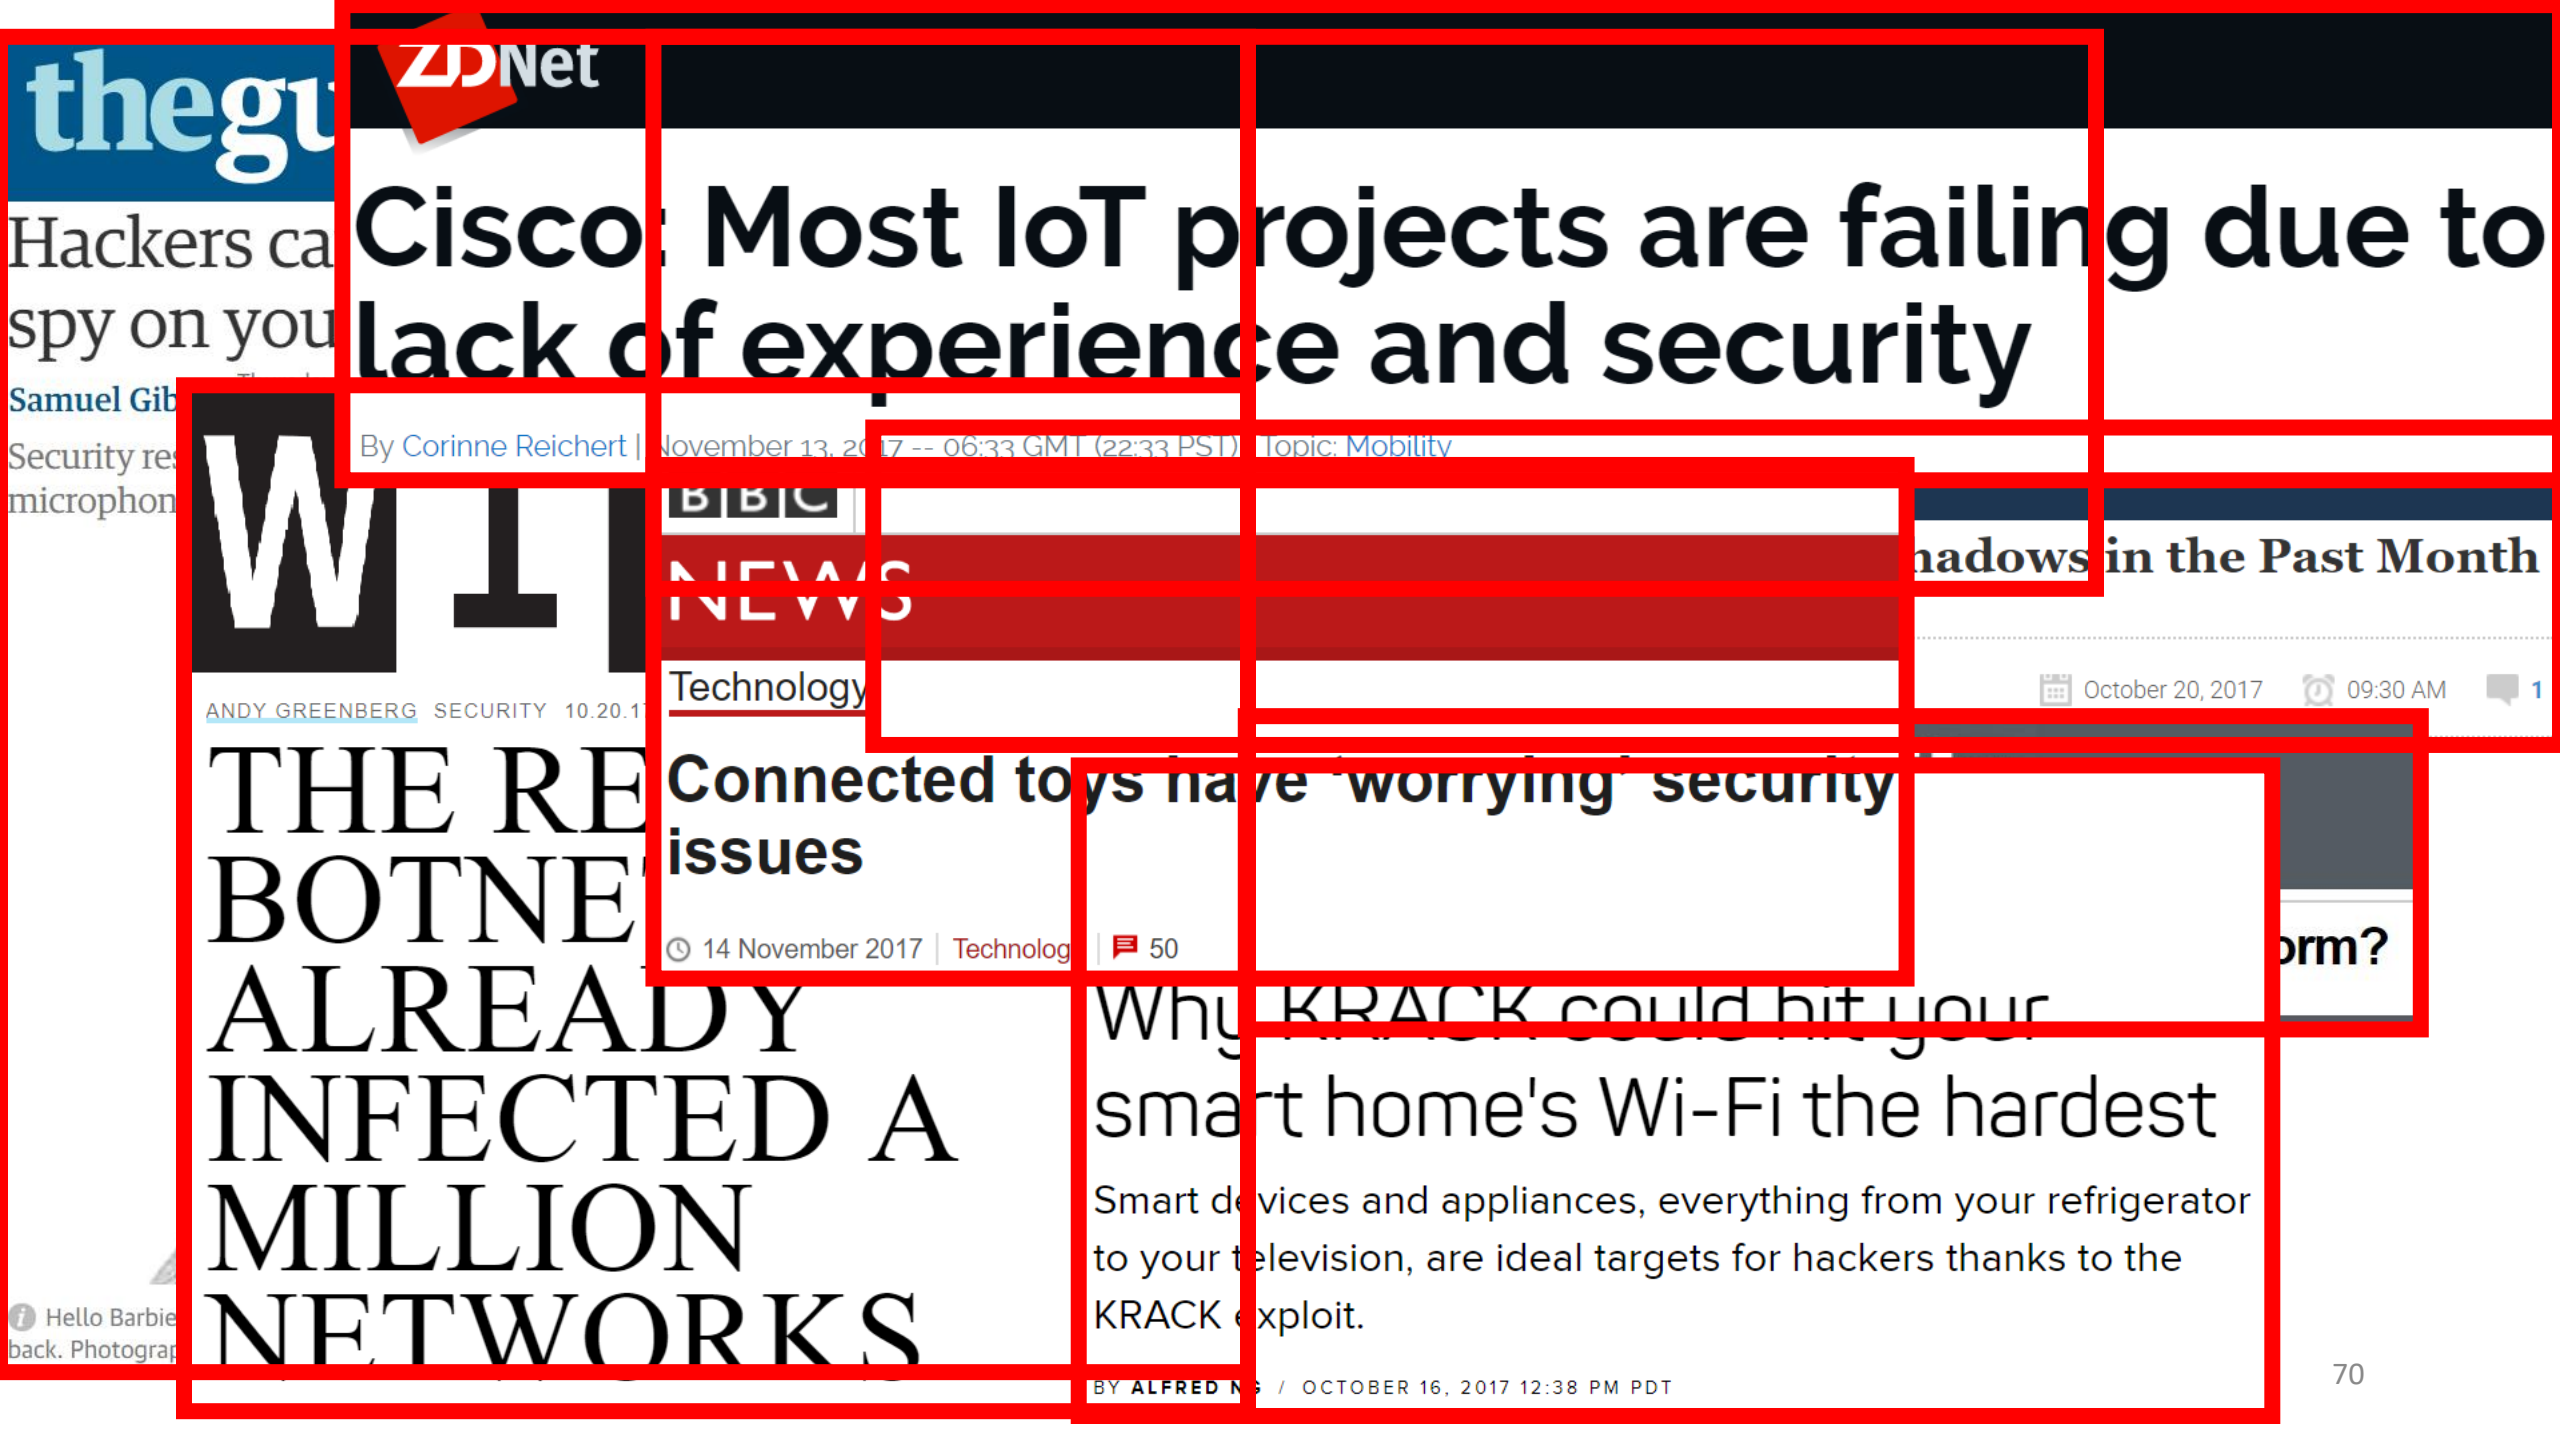 thegu
Hackers ca
spy on you
Samuel Gib
Security res
microphon
Hello Barbie
back. Photograp
ZDNet
Cisco: Most IoT projects are failing due to
lack of experience and security
By Corinne Reichert | November 13, 2017 -- 06:33 GMT (22:33 PST) | Topic: Mobility
WI
ANDY GREENBERG SECURITY 10.20.17
THE RE
BOTNE
ALREADY
INFECTED A
MILLION
NETWORKS
BBC
NEWS
Technology
Connected toys have 'worrying' security
issues
14 November 2017 Technolog 50
hadows in the Past Month
October 20, 2017 09:30 AM 1
orm?
Why KRACK could hit your
smart home's Wi-Fi the hardest
Smart devices and appliances, everything from your refrigerator
to your television, are ideal targets for hackers thanks to the
KRACK exploit.
BY ALFRED NG / OCTOBER 16, 2017 12:38 PM PDT
70